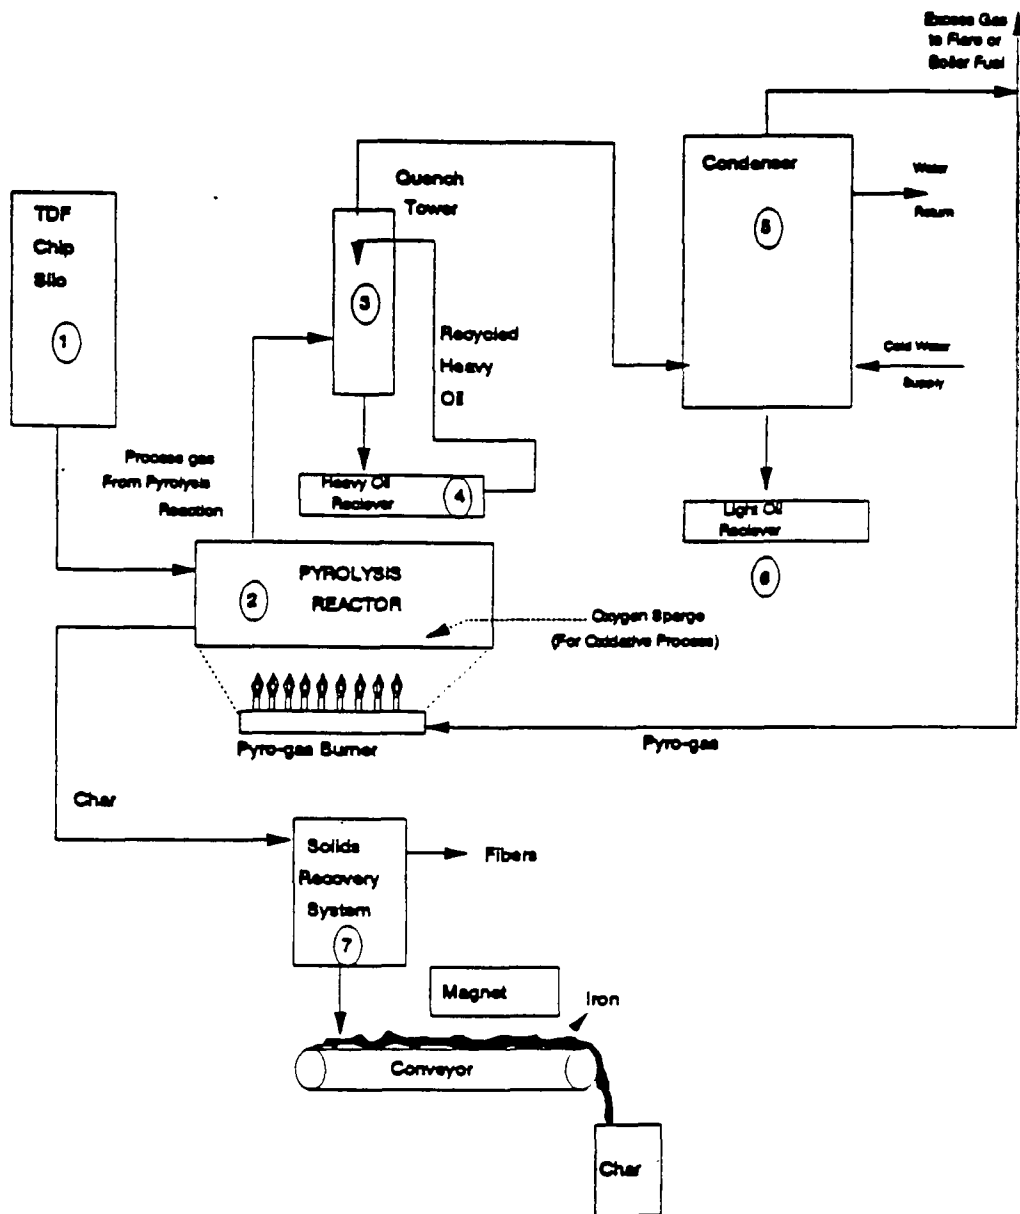 Excess Gas
to Flare or
Boiler Fuel
Condenser
5
Water
Return
Cold Water
Supply
Quench
Tower
3
Recycled
Heavy
Oil
TDF
Chip
Silo
1
Process gas
From Pyrolysis
Reaction
Heavy Oil
Reciever
4
Light Oil
Reciever
6
PYROLYSIS
REACTOR
2
Oxygen Sparge
(For Oxidative Process)
Pyro-gas Burner
Pyro-gas
Char
Solids
Recovery
System
7
Fibers
Magnet
Iron
Conveyor
Char